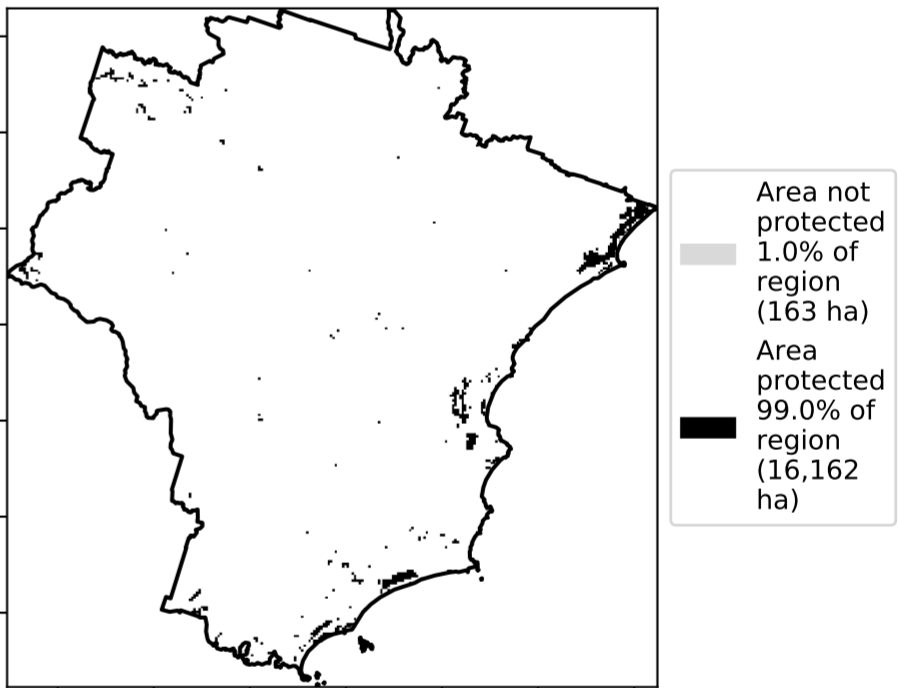 Area not
protected
1.0% of
region
(163 ha)
Area
protected
99.0% of
region
(16,162
ha)